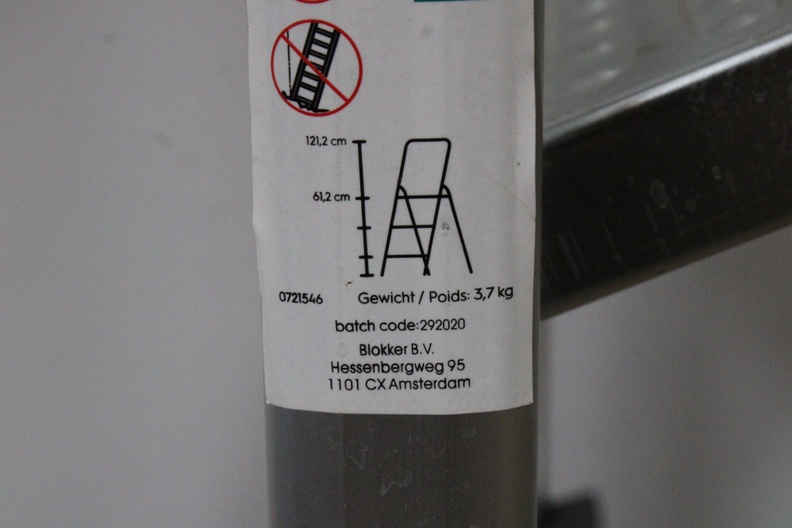 121,2 cm
61,2 cm
0721546 Gewicht / Poids: 3,7 kg
batch code:292020
Blokker B.V.
Hessenbergweg 95
1101 CX Amsterdam